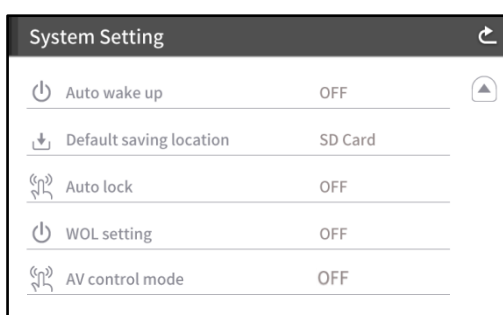 System Setting
Auto wake up OFF
Default saving location SD Card
Auto lock OFF
WOL setting OFF
AV control mode OFF